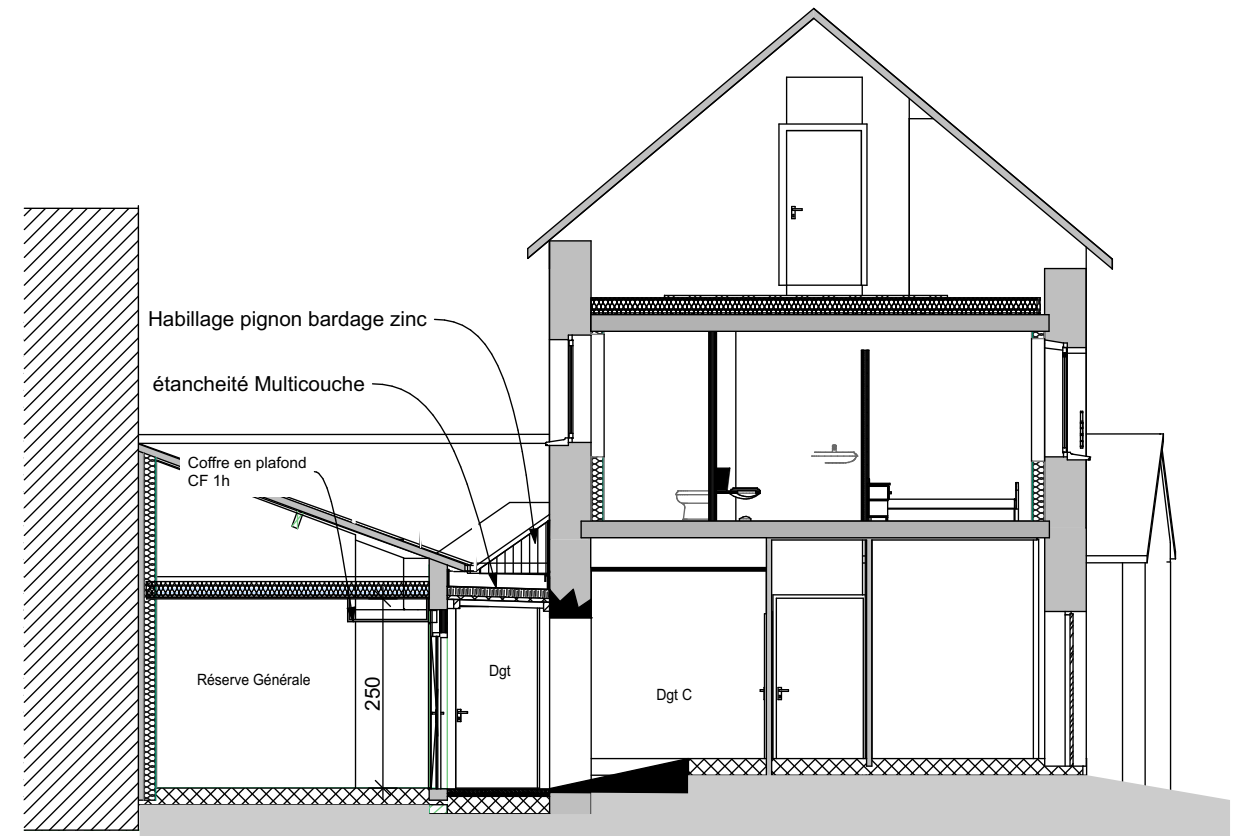 Habillage pignon bardage zinc
étancheité Multicouche
Coffre en plafond
CF 1h
Réserve Générale
250
Dgt
Dgt C